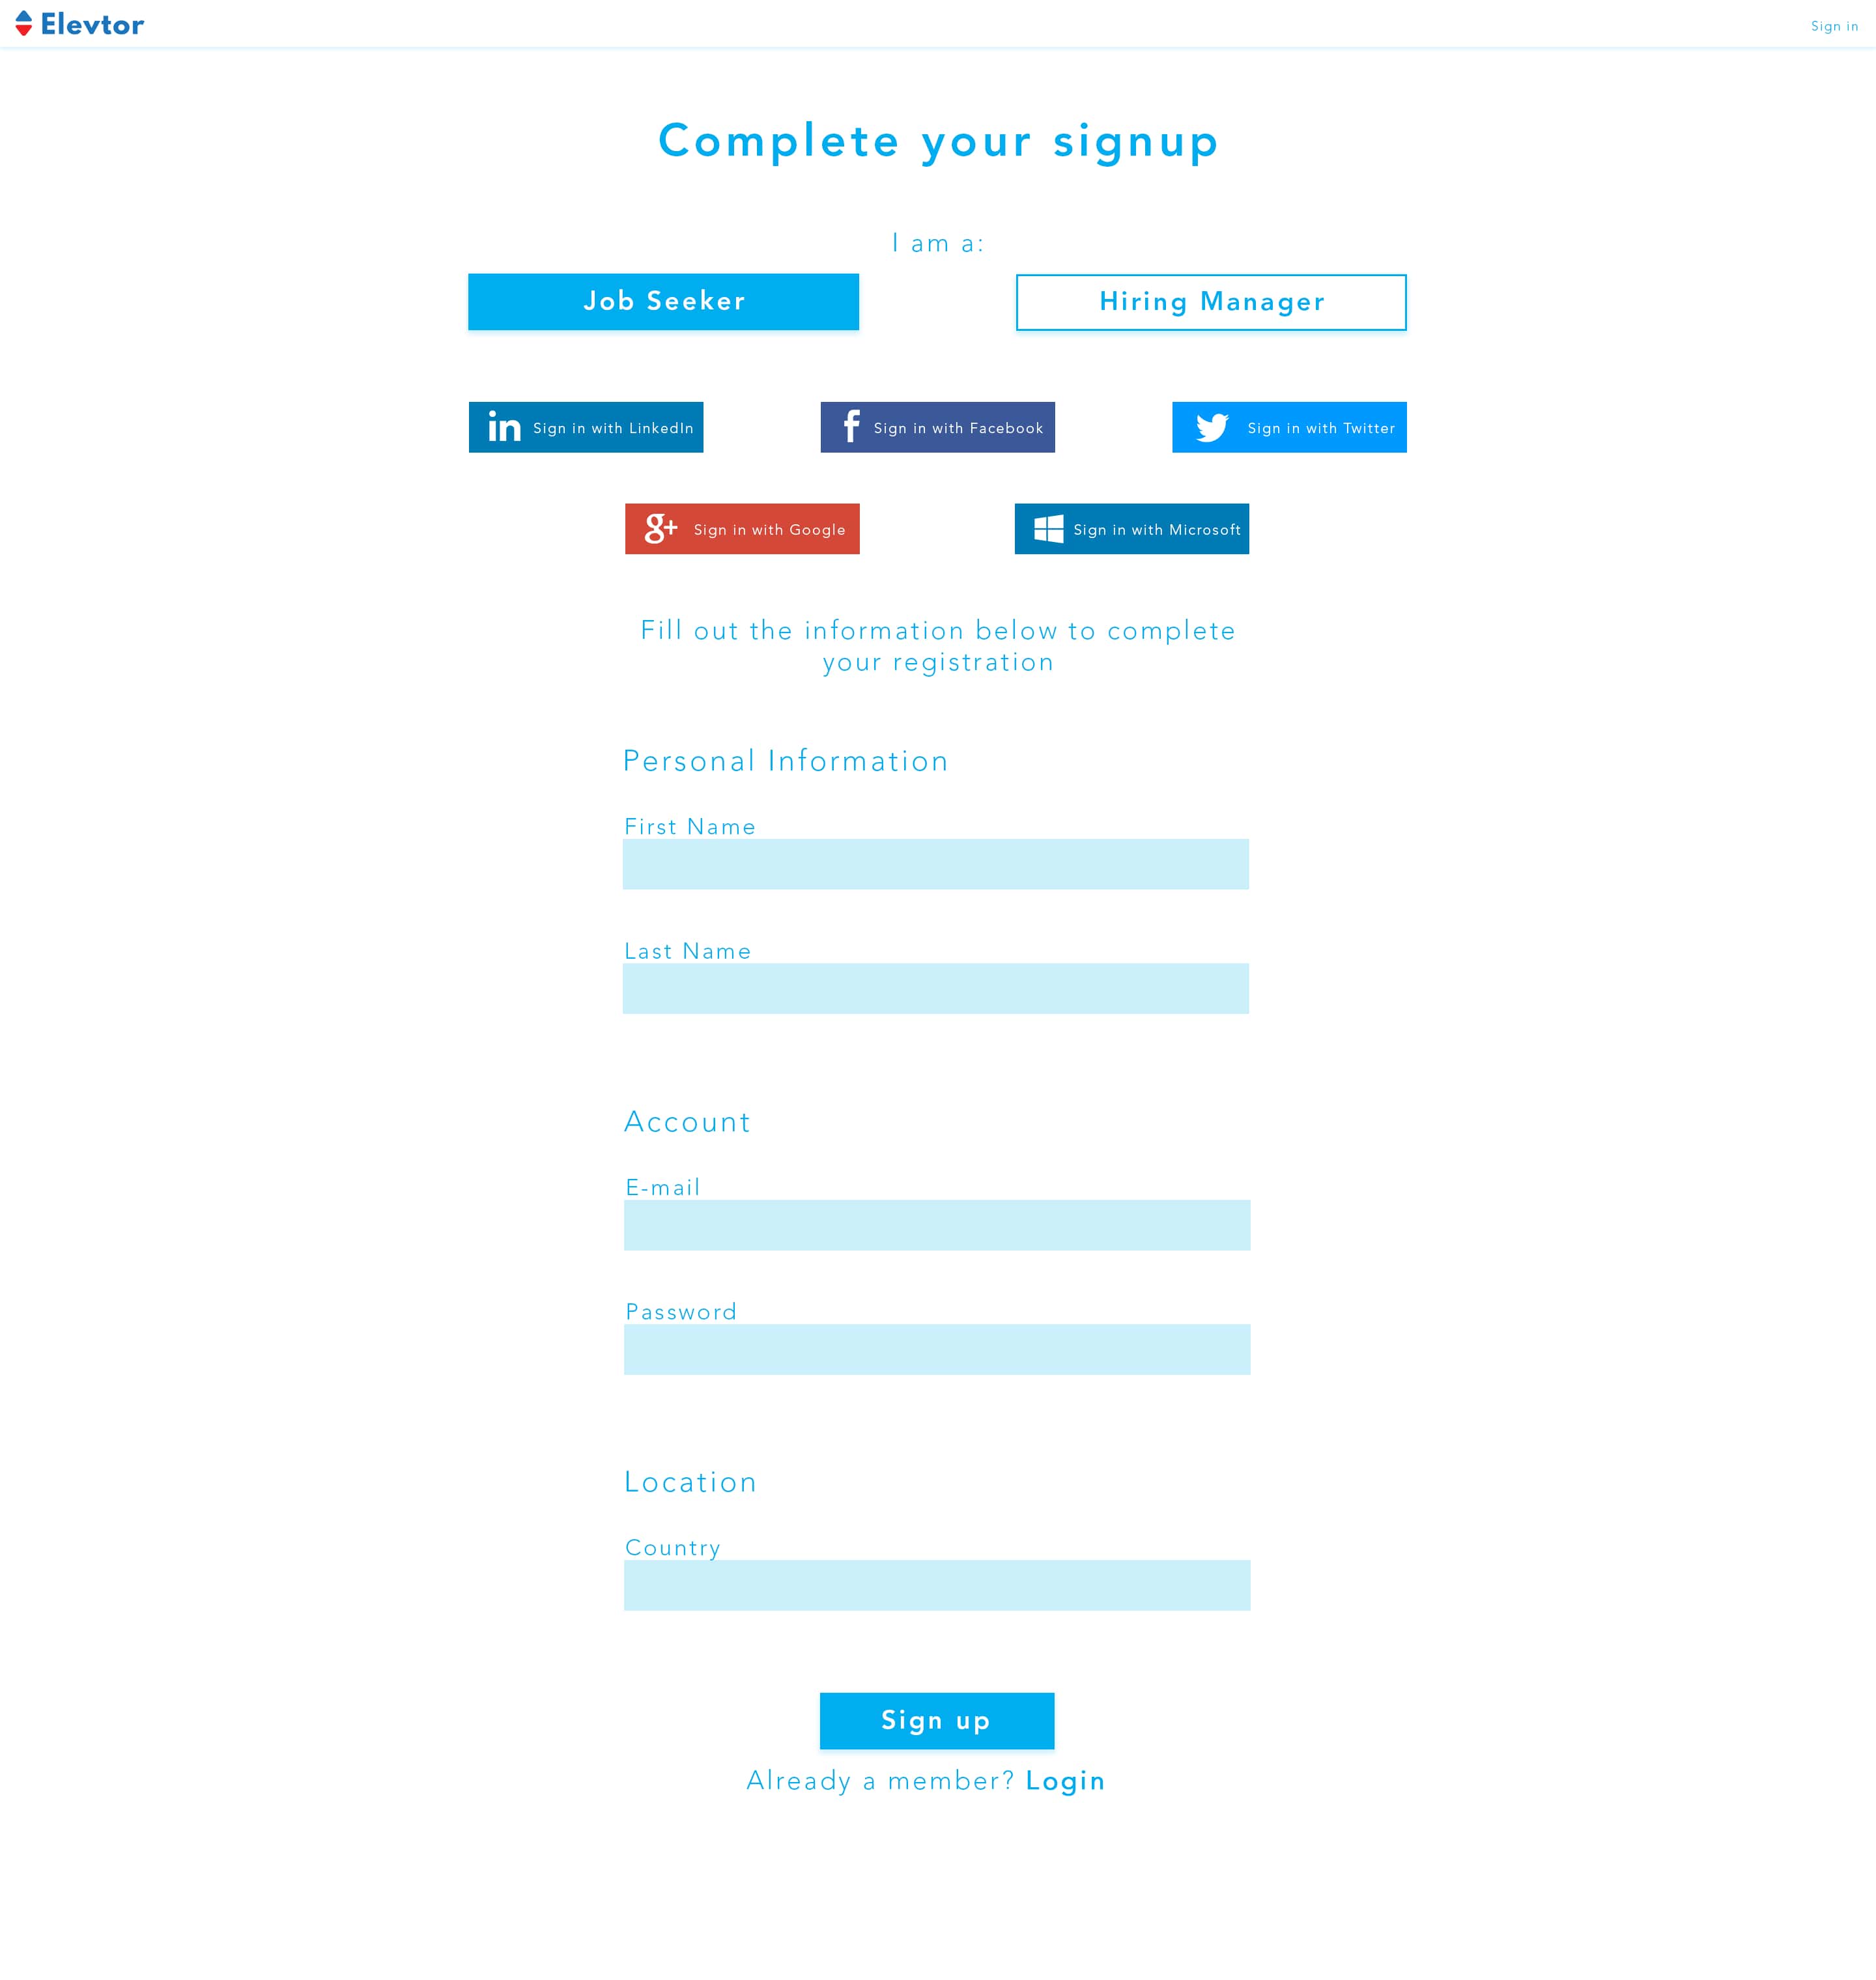 Elevtor
Sign in
Complete your signup
I am a:
Job Seeker
Hiring Manager
in Sign in with LinkedIn
f Sign in with Facebook
Sign in with Twitter
g+ Sign in with Google
Sign in with Microsoft
Fill out the information below to complete
your registration
Personal Information
First Name
Last Name
Account
E-mail
Password
Location
Country
Sign up
Already a member? Login